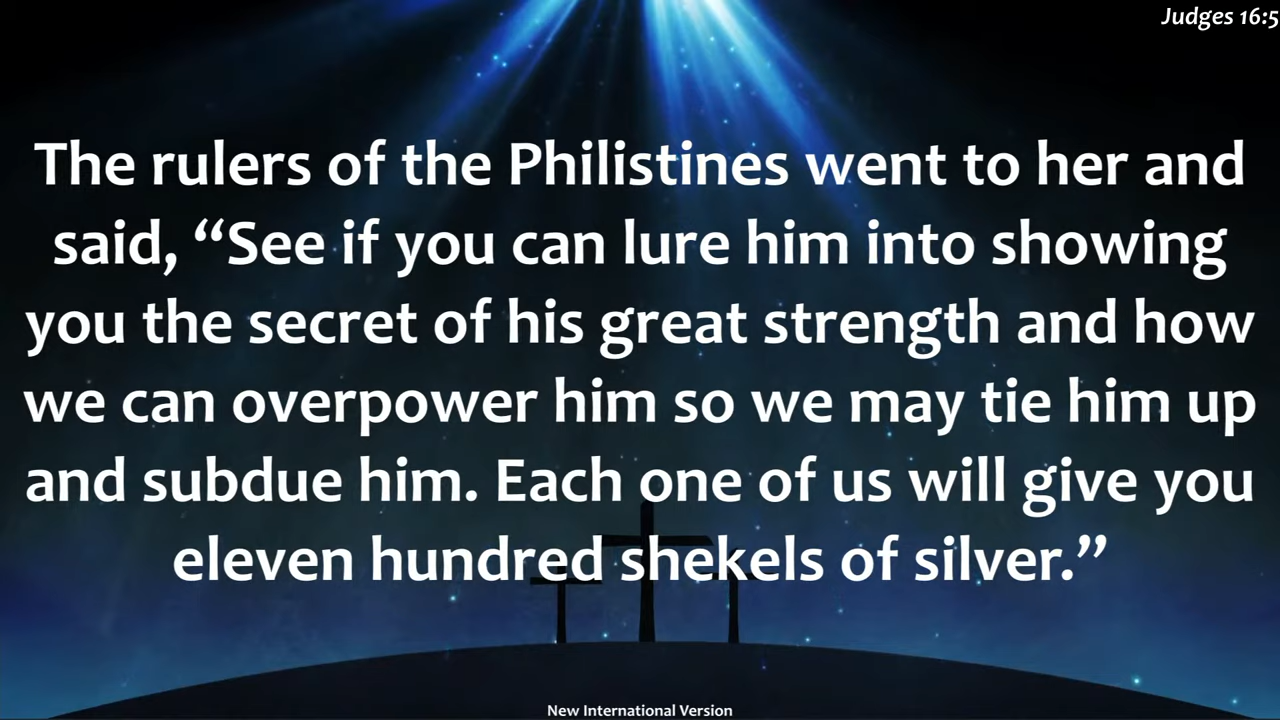 Judges 16:5
The rulers of the Philistines went to her and
said, “See if you can lure him into showing
you the secret of his great strength and how
we can overpower him so we may tie him up
and subdue him. Each one of us will give you
eleven hundred shekels of silver.”
New International Version